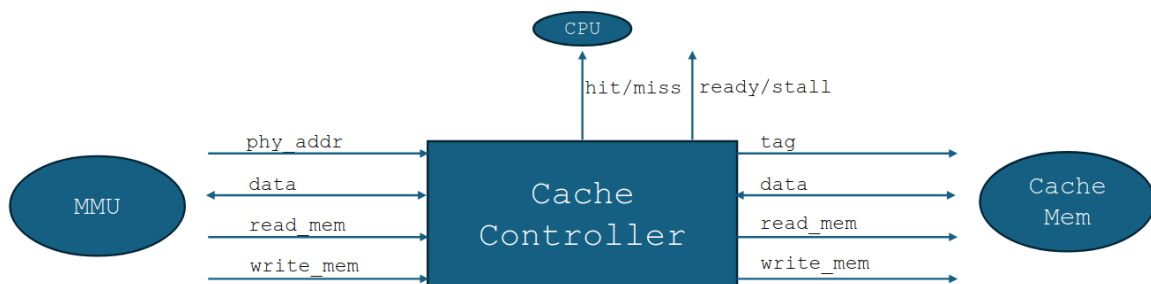 CPU
hit/miss ready/stall
phy_addr
tag
data
data
MMU
Cache
Controller
Cache
Mem
read_mem
read_mem
write_mem
write_mem